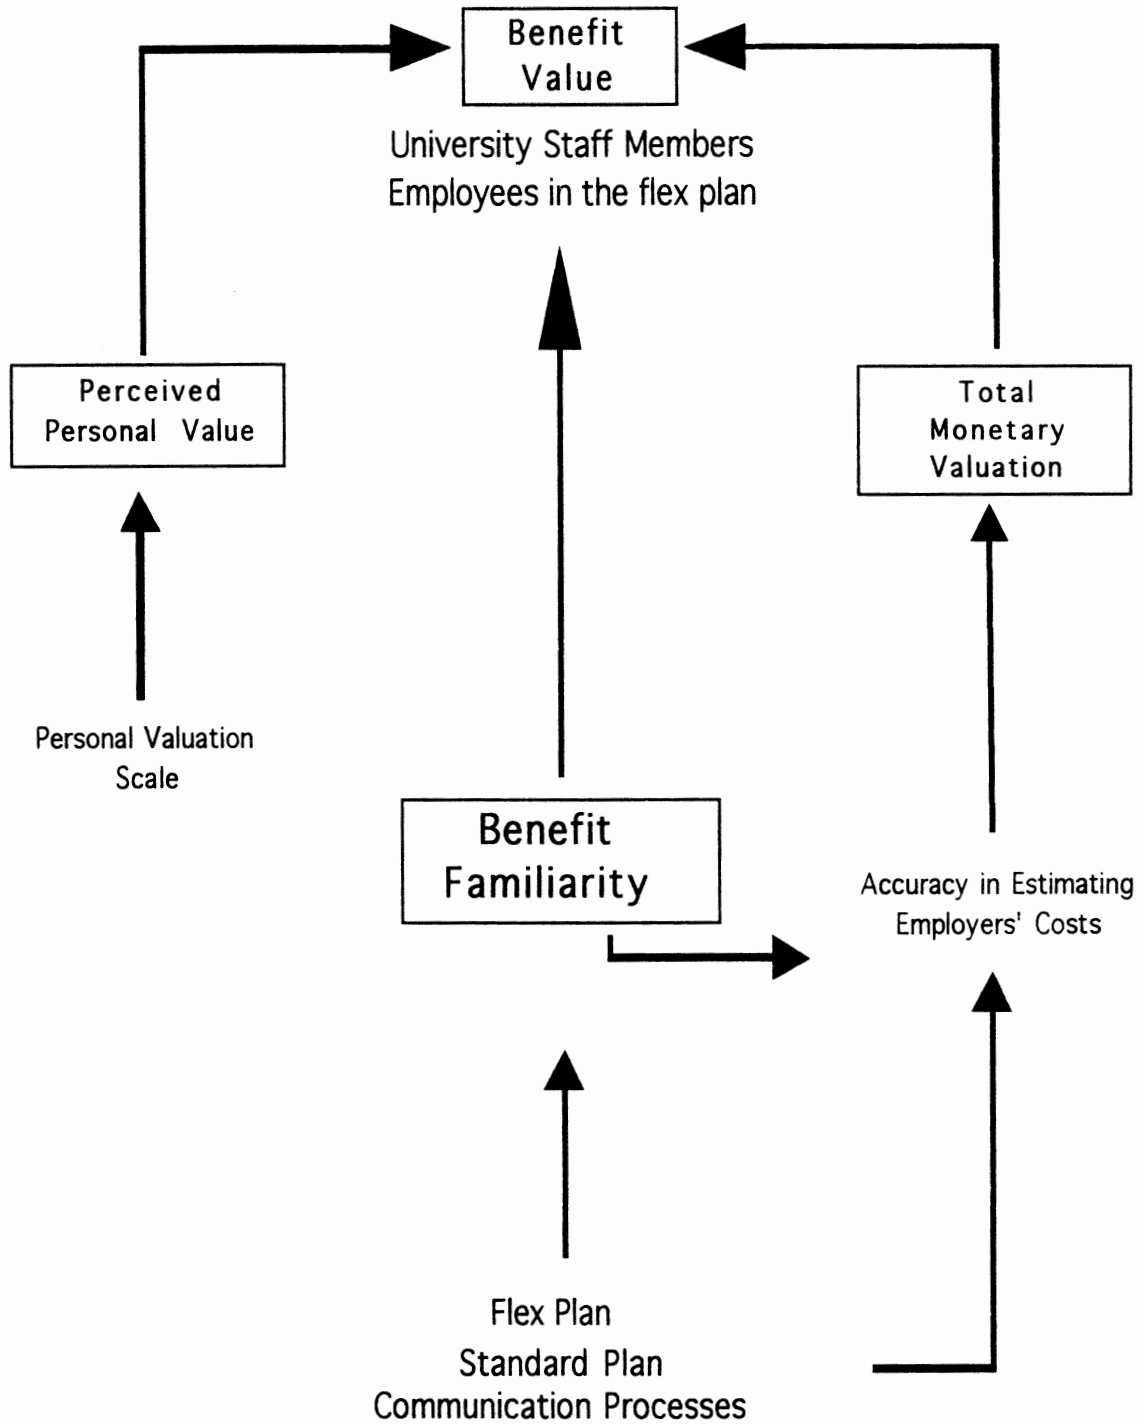 Benefit
Value
University Staff Members
Employees in the flex plan
Perceived
Personal Value
Total
Monetary
Valuation
Personal Valuation
Scale
Benefit
Familiarity
Accuracy in Estimating
Employers' Costs
Flex Plan
Standard Plan
Communication Processes